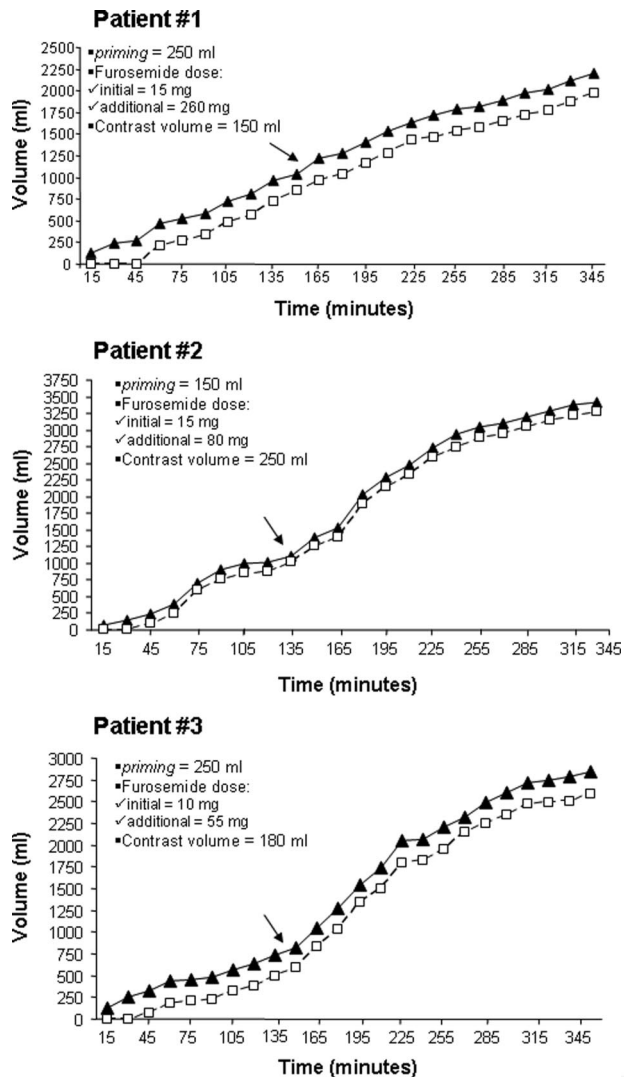 Patient #1
▪priming = 250 ml
▪Furosemide dose:
✓initial = 15 mg
✓additional = 260 mg
▪Contrast volume = 150 ml
Volume (ml)
2500
2250
2000
1750
1500
1250
1000
750
500
250
0
15 45 75 105 135 165 195 225 255 285 315 345
Time (minutes)
Patient #2
▪priming = 150 ml
▪Furosemide dose:
✓initial = 15 mg
✓additional = 80 mg
▪Contrast volume = 250 ml
Volume (ml)
3750
3500
3250
3000
2750
2500
2250
2000
1750
1500
1250
1000
750
500
250
0
15 45 75 105 135 165 195 225 255 285 315 345
Time (minutes)
Patient #3
▪priming = 250 ml
▪Furosemide dose:
✓initial = 10 mg
✓additional = 55 mg
▪Contrast volume = 180 ml
Volume (ml)
3000
2750
2500
2250
2000
1750
1500
1250
1000
750
500
250
0
15 45 75 105 135 165 195 225 255 285 315 345
Time (minutes)